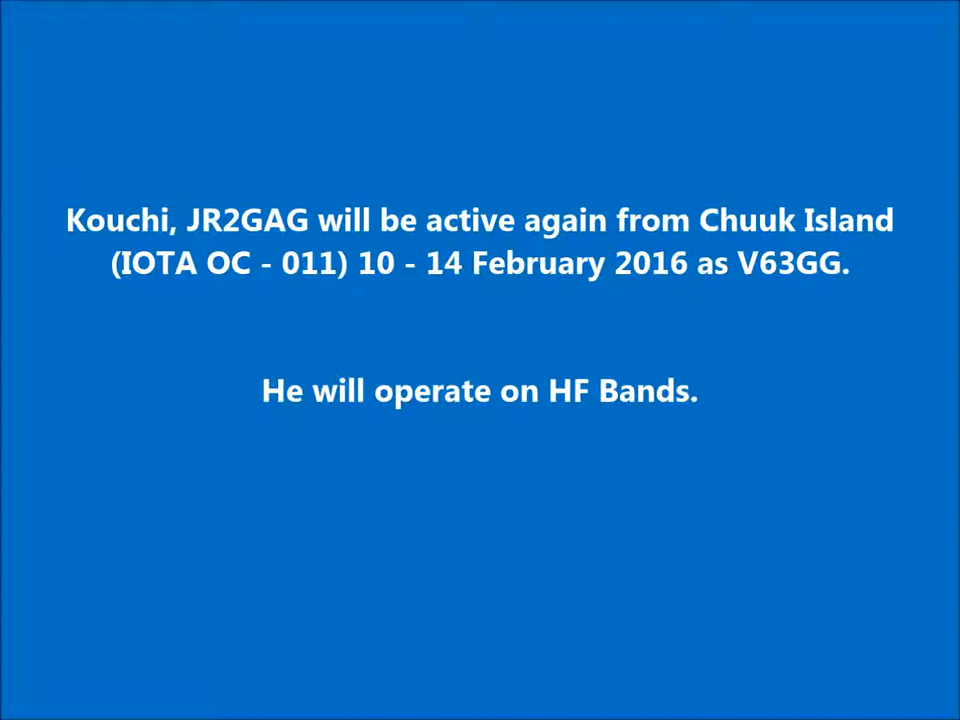 Kouchi, JR2GAG will be active again from Chuuk Island
(IOTA OC - 011) 10 - 14 February 2016 as V63GG.
He will operate on HF Bands.